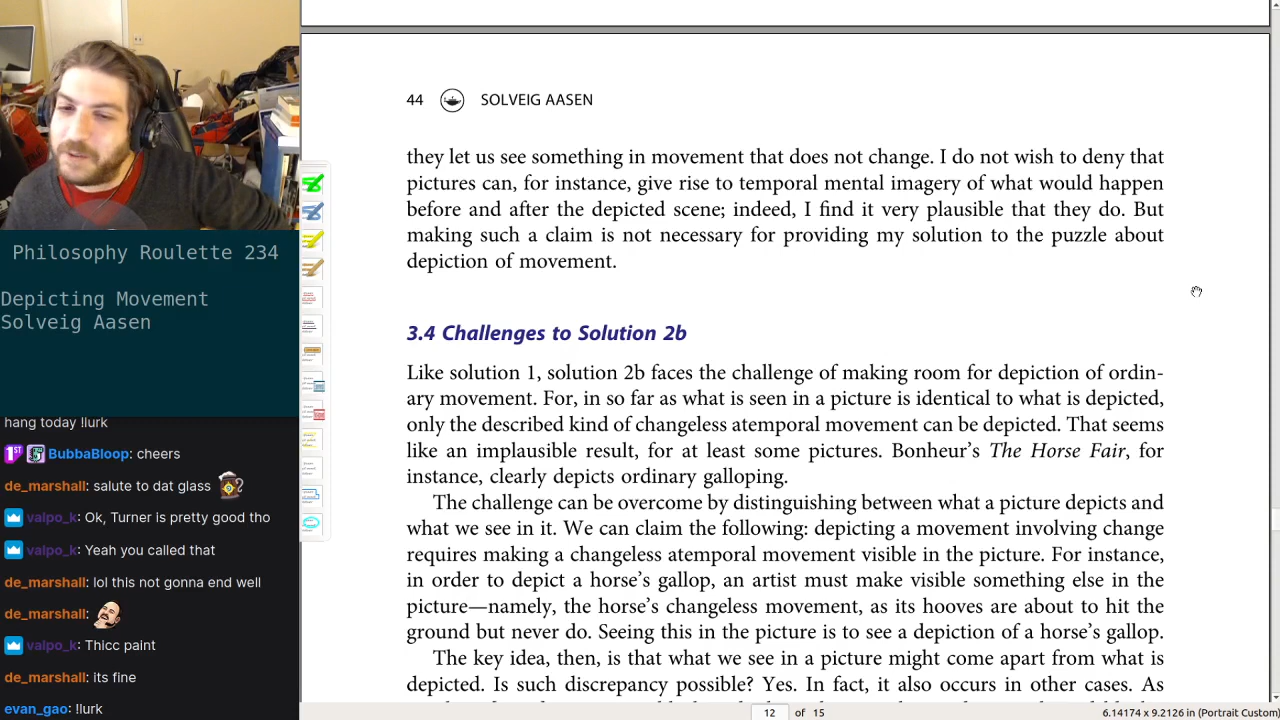 44 SOLVEIG AASEN
they let us see something in movement that does not change. I do not wish to deny that
pictures can, for instance, give rise to temporal mental imagery of what would happen
before and after the depicted scene; indeed, I find it very plausible that they do. But
making such a claim is not necessary for providing my solution to the puzzle about
depiction of movement.
3.4 Challenges to Solution 2b
Like solution 1, solution 2b faces the challenge of making room for depiction of ordin-
ary movement. For, in so far as what is seen in a picture is identical to what is depicted,
only the described kind of changeless atemporal movement can be depicted. That seems
like an implausible result, for at least some pictures. Bonheur's The Horse Fair, for
instance, clearly depicts ordinary galloping.
The challenge can be overcome by distinguishing between what a picture depicts and
what we see in it. We can claim the following: depicting a movement involving change
requires making a changeless atemporal movement visible in the picture. For instance,
in order to depict a horse's gallop, an artist must make visible something else in the
picture—namely, the horse's changeless movement, as its hooves are about to hit the
ground but never do. Seeing this in the picture is to see a depiction of a horse's gallop.
The key idea, then, is that what we see in a picture might come apart from what is
depicted. Is such discrepancy possible? Yes. In fact, it also occurs in other cases. As
12 of 15
6.14174 x 9.2126 in (Portrait Custom)
Philosophy Roulette 234
Depicting Movement
Solveig Aasen
hang today !lurk
1ST BubbaBloop: cheers
de_marshall: salute to dat glass
valpo_k: Ok, Turner is pretty good tho
valpo_k: Yeah you called that
de_marshall: lol this not gonna end well
de_marshall:
valpo_k: Thicc paint
de_marshall: its fine
evan_gao: !lurk